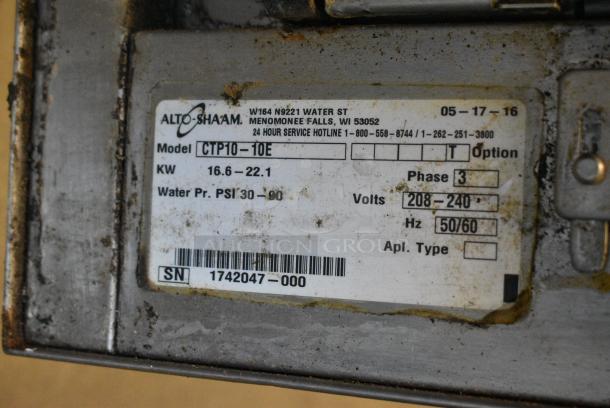 ALTO-SHAAM.
W164 N9221 WATER ST
MENOMONEE FALLS, WI 53052
05-17-16
24 HOUR SERVICE HOTLINE 1-800-558-8744 / 1-262-251-3800
Model CTP10-10E T Option
KW 16.6-22.1
Phase 3
Water Pr. PSI 30-90
Volts 208-240
Hz 50/60
AUCTION GROUP
Apl. Type
SN 1742047-000